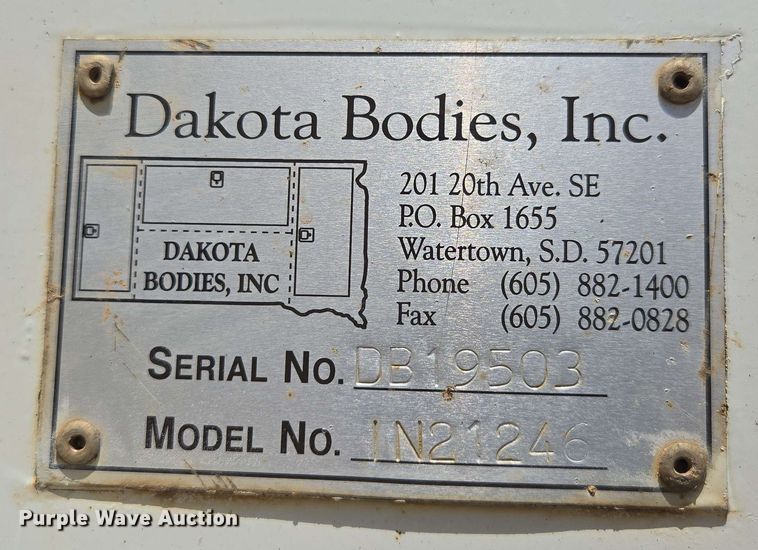 Dakota Bodies, Inc.
DAKOTA
BODIES, INC
201 20th Ave. SE
P.O. Box 1655
Watertown, S.D. 57201
Phone (605) 882-1400
Fax (605) 882-0828
SERIAL NO. DB19503
MODEL NO. IN21246
Purple Wave Auction